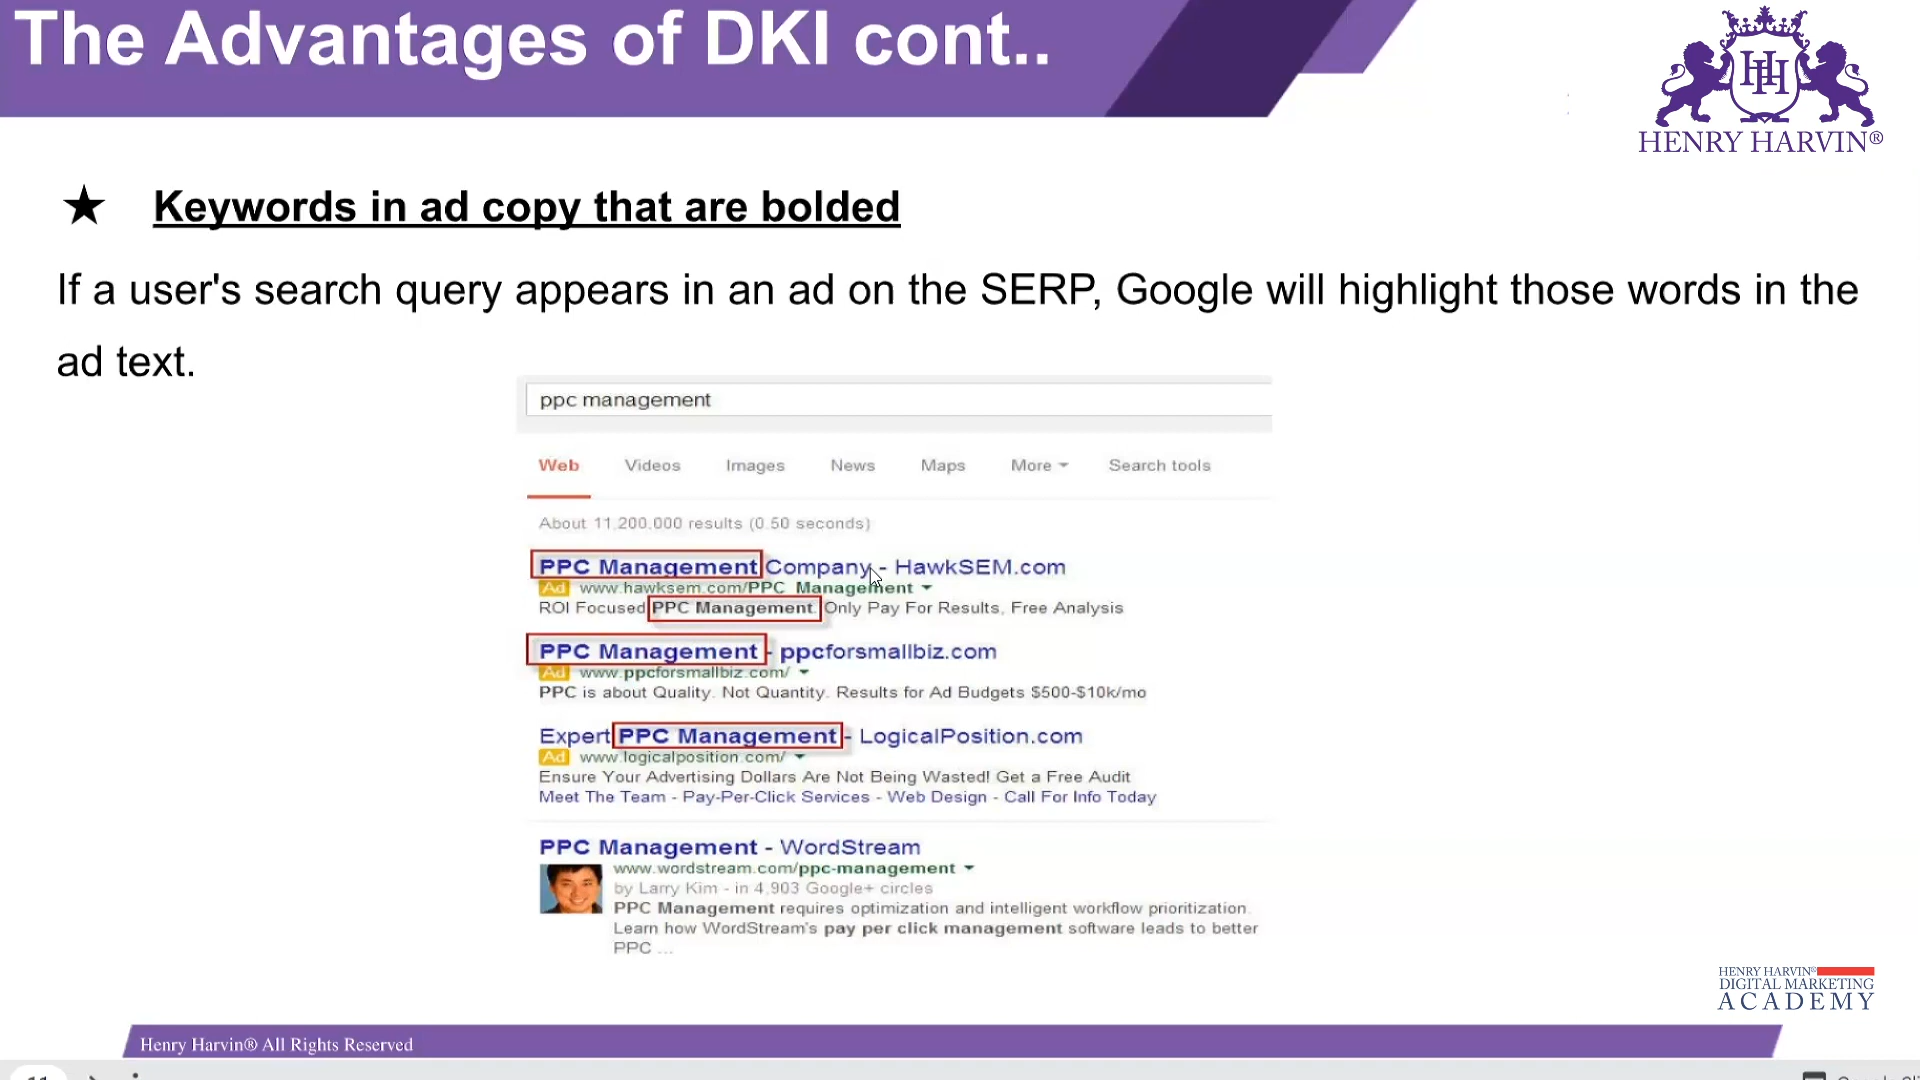 The Advantages of DKI cont..
HENRY HARVIN®
★ Keywords in ad copy that are bolded
If a user's search query appears in an ad on the SERP, Google will highlight those words in the
ad text.
ppc management
Web Videos Images News Maps More Search tools
About 11,200,000 results (0.50 seconds)
PPC Management Company - HawkSEM.com
Ad www.hawksem.com/PPC_Management
ROI Focused PPC Management. Only Pay For Results, Free Analysis
PPC Management - ppcforsmallbiz.com
Ad www.ppcforsmallbiz.com/
PPC is about Quality. Not Quantity. Results for Ad Budgets $500-$10k/mo
Expert PPC Management - LogicalPosition.com
Ad www.logicalposition.com/
Ensure Your Advertising Dollars Are Not Being Wasted! Get a Free Audit
Meet The Team - Pay-Per-Click Services - Web Design - Call For Info Today
PPC Management - WordStream
www.wordstream.com/ppc-management
by Larry Kim - in 4,903 Google+ circles
PPC Management requires optimization and intelligent workflow prioritization.
Learn how WordStream's pay per click management software leads to better
PPC ...
HENRY HARVIN®
DIGITAL MARKETING
ACADEMY
Henry Harvin® All Rights Reserved